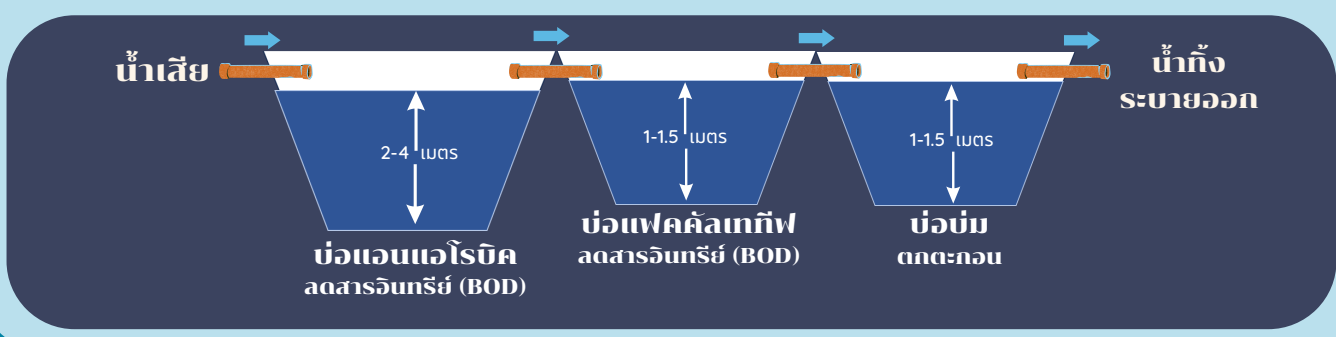 น้ำเสีย
2-4 เมตร
1-1.5 เมตร
1-1.5 เมตร
น้ำทิ้ง
ระบายออก
บ่อแอนแอโรบิค
ลดสารอินทรีย์ (BOD)
บ่อแฟคคัลเททีฟ
ลดสารอินทรีย์ (BOD)
บ่อบ่ม
ตกตะกอน